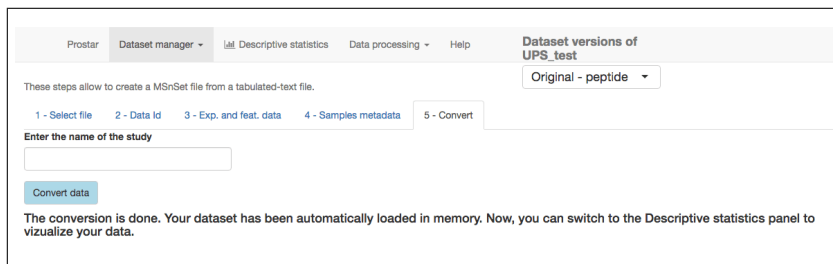 Prostar Dataset manager Descriptive statistics Data processing Help
Dataset versions of
UPS_test
Original - peptide
These steps allow to create a MSnSet file from a tabulated-text file.
1 - Select file 2 - Data Id 3 - Exp. and feat. data 4 - Samples metadata 5 - Convert
Enter the name of the study
Convert data
The conversion is done. Your dataset has been automatically loaded in memory. Now, you can switch to the Descriptive statistics panel to
vizualize your data.